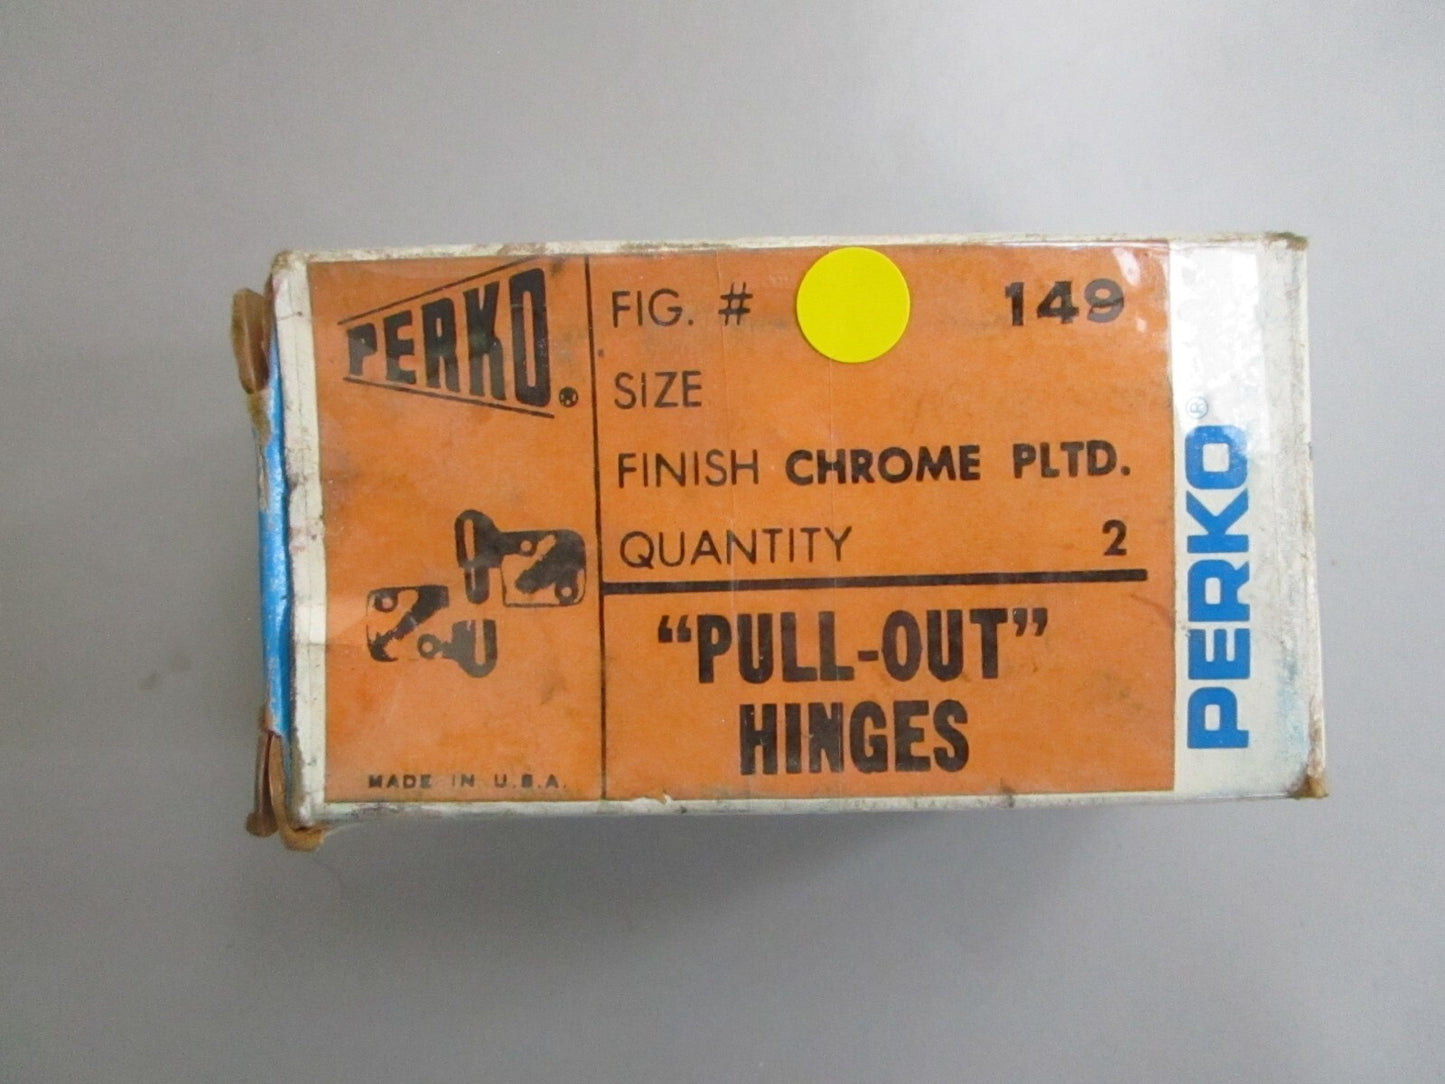 PERKO®
MADE IN U.S.A.
FIG. # 149
SIZE
FINISH CHROME PLTD.
QUANTITY 2
“PULL-OUT”
HINGES
PERKO®